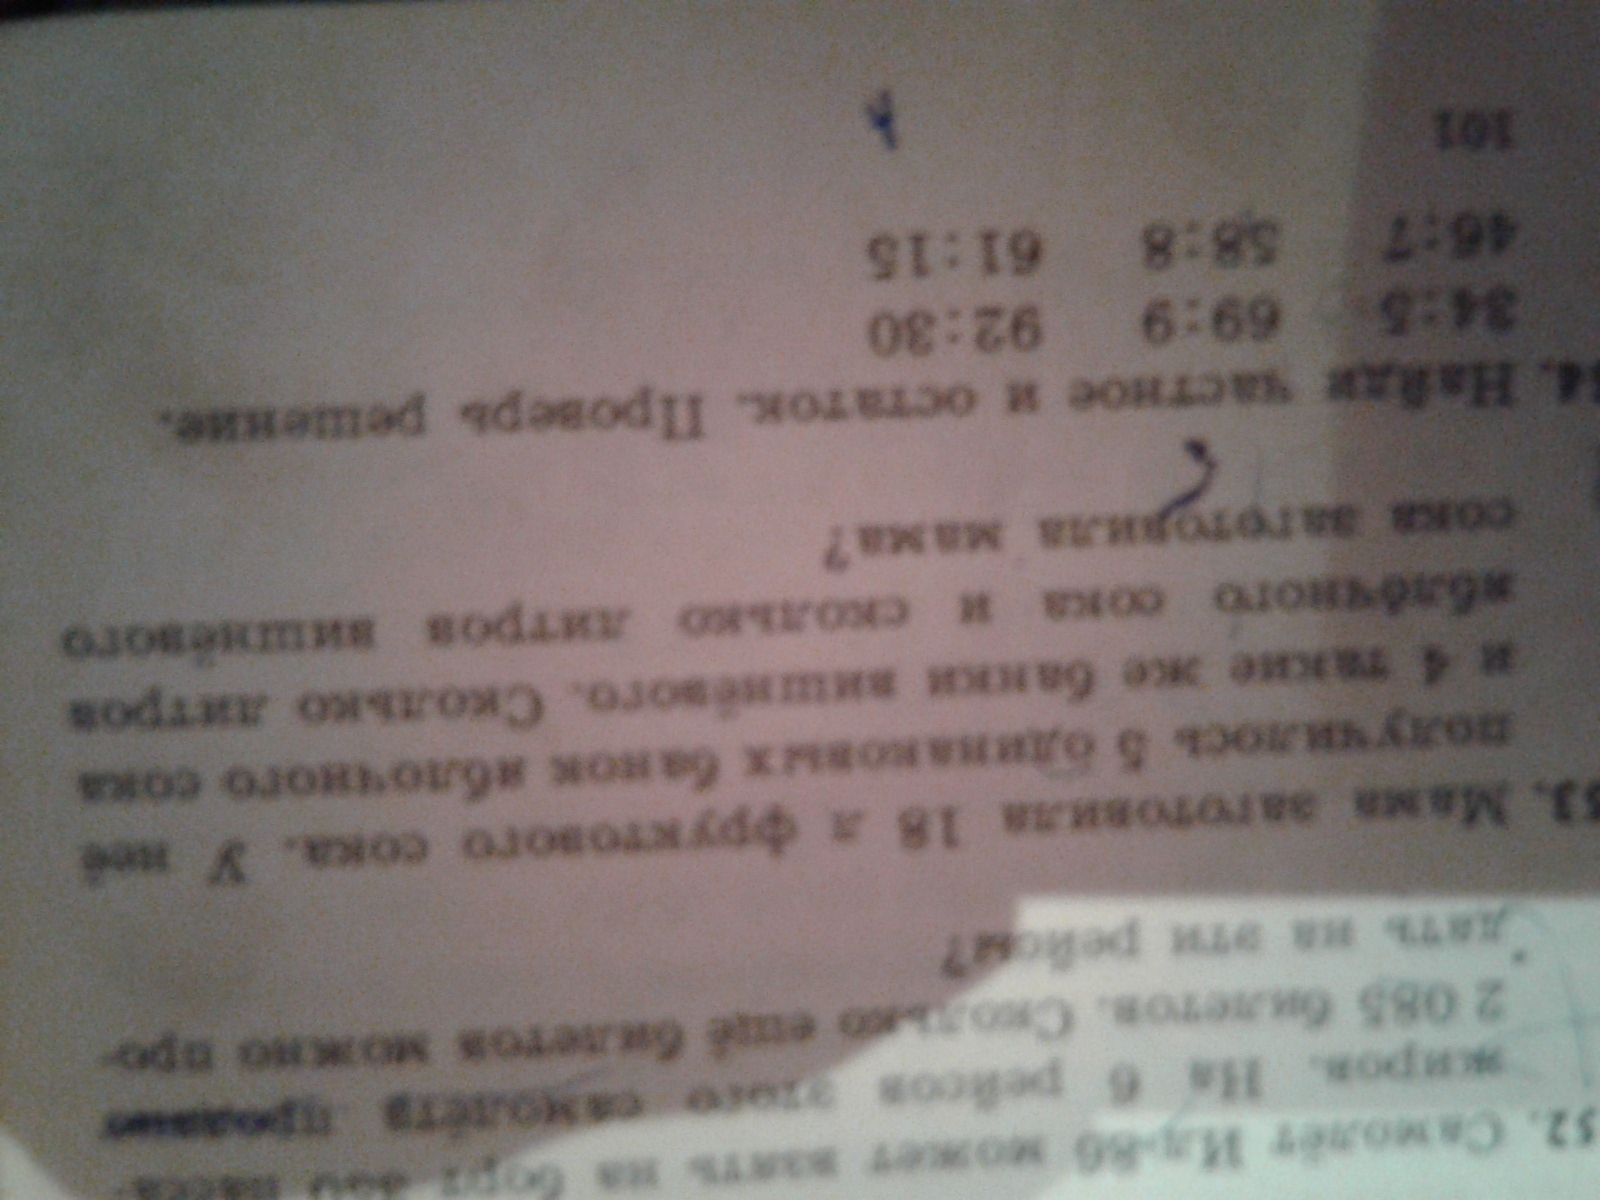 52. Самолёт Ил-86 может взять на борт 350 пасса-
жиров. На 6 рейсов этого самолёта продано
2 085 билетов. Сколько ещё билетов можно про-
дать на эти рейсы?
53. Мама заготовила 18 л фруктового сока. У неё
получилось 5 одинаковых банок яблочного сока
и 4 такие же банки вишнёвого. Сколько литров
яблочного сока и сколько литров вишнёвого
сока заготовила мама?
54. Найди частное и остаток. Проверь решение.
34:5 69:9 92:30
46:7 58:8 61:15
101